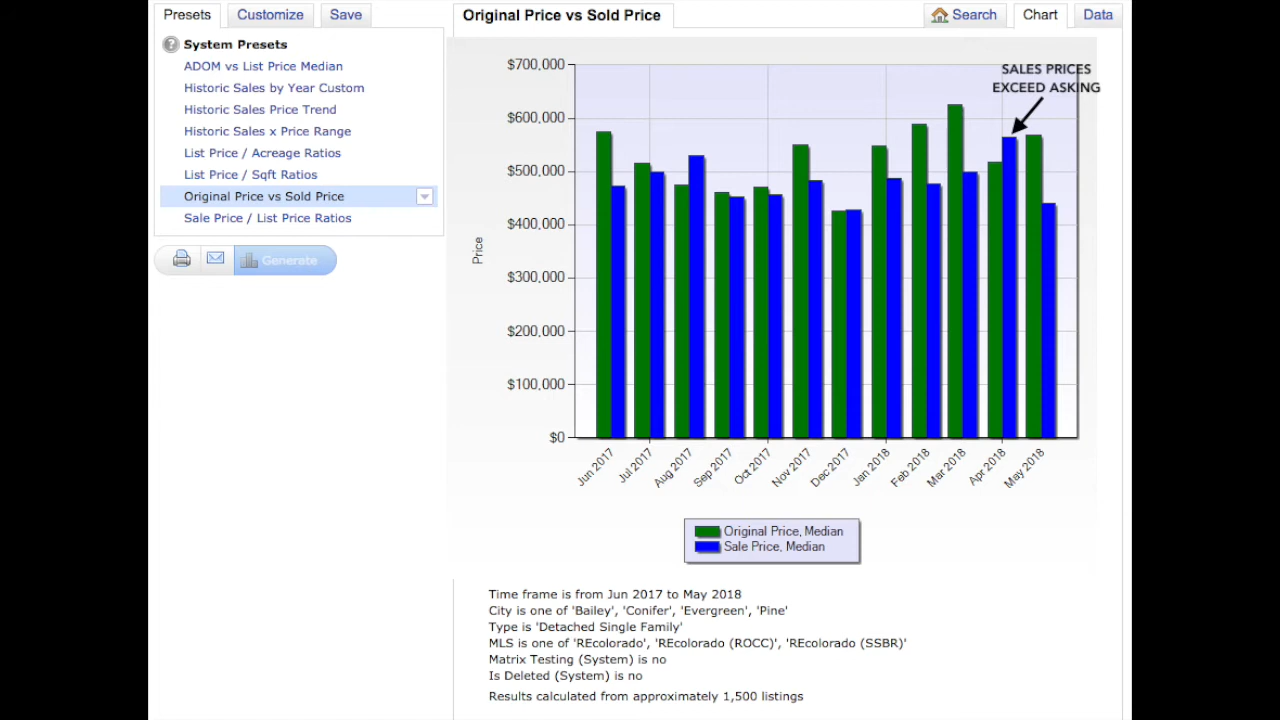 Presets
Customize
Save
System Presets
ADOM vs List Price Median
Historic Sales by Year Custom
Historic Sales Price Trend
Historic Sales x Price Range
List Price / Acreage Ratios
List Price / Sqft Ratios
Original Price vs Sold Price
Sale Price / List Price Ratios
Generate
Original Price vs Sold Price
Search
Chart
Data
SALES PRICES
EXCEED ASKING
Price
$700,000
$600,000
$500,000
$400,000
$300,000
$200,000
$100,000
$0
Jun 2017
Jul 2017
Aug 2017
Sep 2017
Oct 2017
Nov 2017
Dec 2017
Jan 2018
Feb 2018
Mar 2018
Apr 2018
May 2018
Original Price, Median
Sale Price, Median
Time frame is from Jun 2017 to May 2018
City is one of 'Bailey', 'Conifer', 'Evergreen', 'Pine'
Type is 'Detached Single Family'
MLS is one of 'REcolorado', 'REcolorado (ROCC)', 'REcolorado (SSBR)'
Matrix Testing (System) is no
Is Deleted (System) is no
Results calculated from approximately 1,500 listings